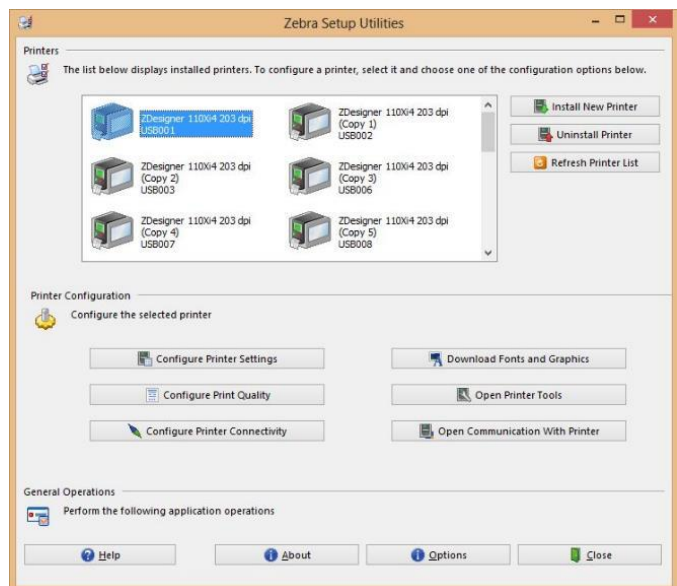 Zebra Setup Utilities
Printers
The list below displays installed printers. To configure a printer, select it and choose one of the configuration options below.
ZDesigner 110Xi4 203 dpi
USB001
ZDesigner 110Xi4 203 dpi
(Copy 1)
USB002
Install New Printer
Uninstall Printer
Refresh Printer List
ZDesigner 110Xi4 203 dpi
(Copy 2)
USB003
ZDesigner 110Xi4 203 dpi
(Copy 3)
USB006
ZDesigner 110Xi4 203 dpi
(Copy 4)
USB007
ZDesigner 110Xi4 203 dpi
(Copy 5)
USB008
Printer Configuration
Configure the selected printer
Configure Printer Settings
Download Fonts and Graphics
Configure Print Quality
Open Printer Tools
Configure Printer Connectivity
Open Communication With Printer
General Operations
Perform the following application operations
Help
About
Options
Close